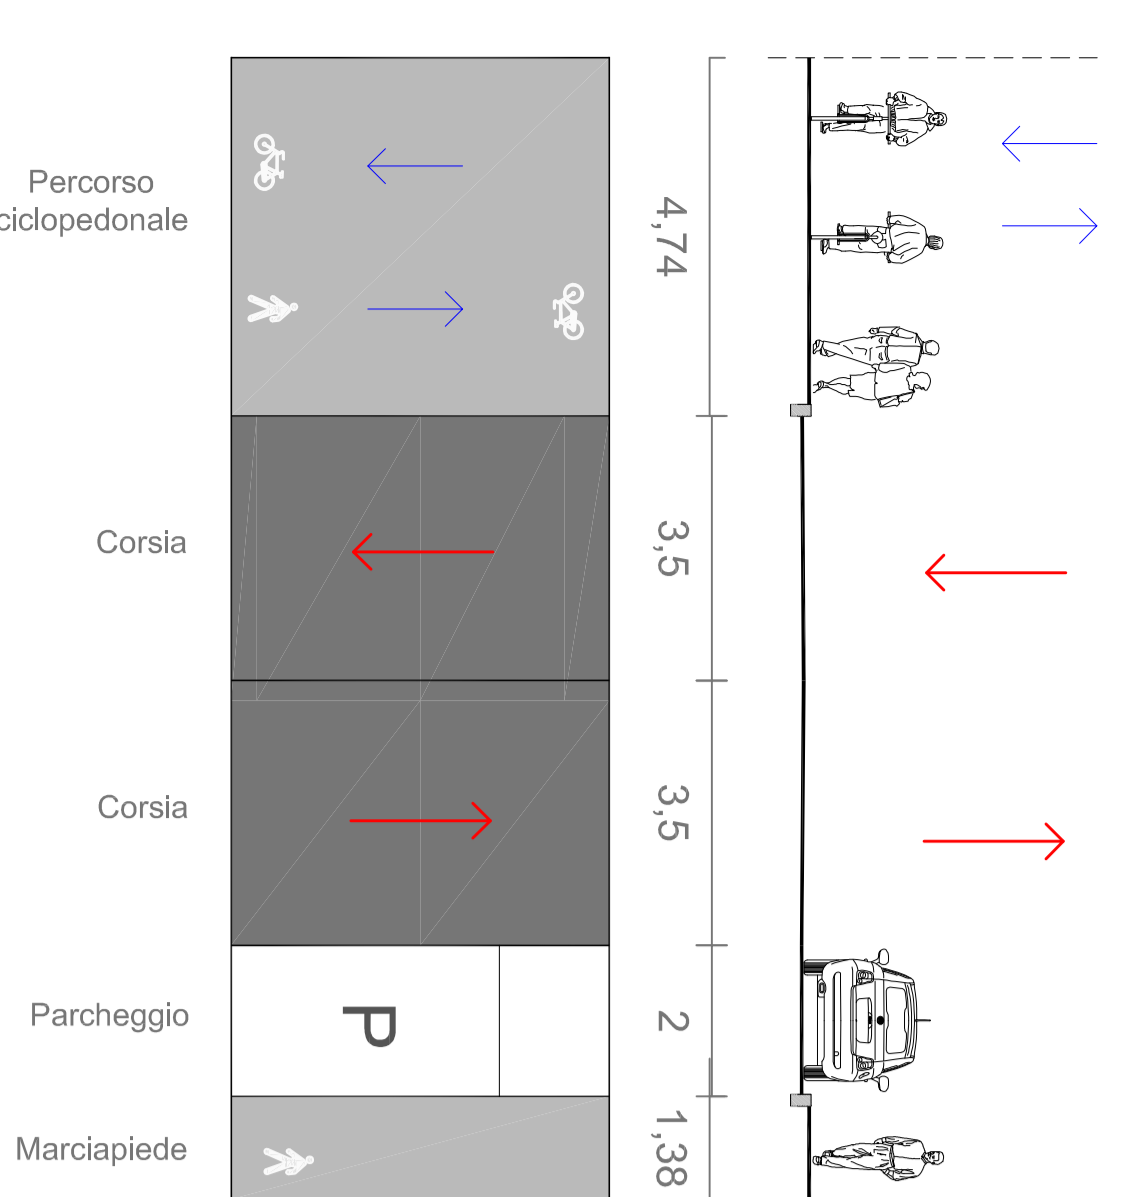 Percorso
ciclopedonale
4,74
Corsia
3,5
Corsia
3,5
Parcheggio
P
2
Marciapiede
1,38